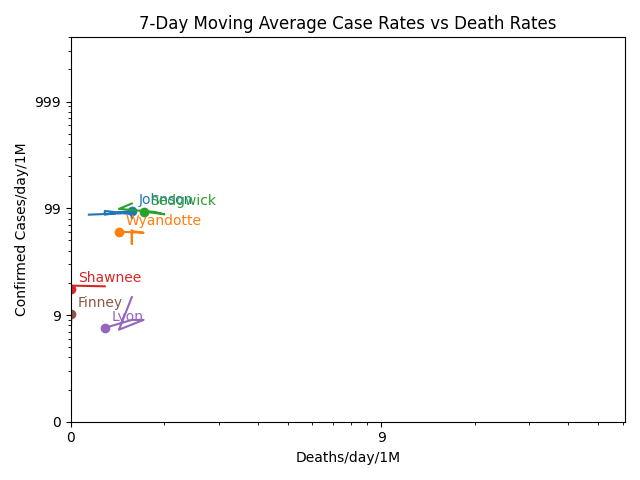 7-Day Moving Average Case Rates vs Death Rates
Confirmed Cases/day/1M
999
99
9
0
Johnson
Sedgwick
Wyandotte
Shawnee
Finney
Lyon
0
9
Deaths/day/1M